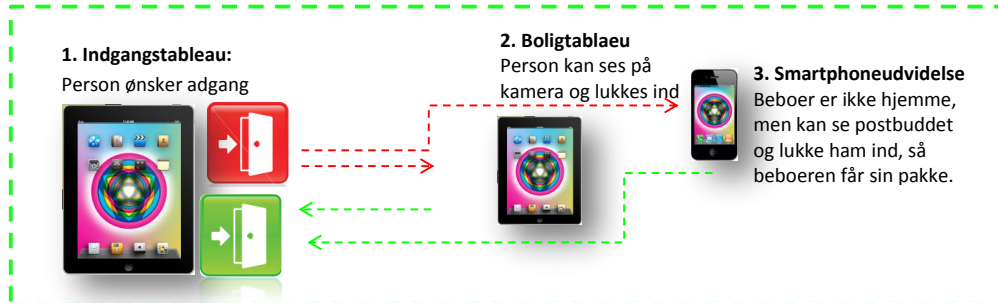 1. Indgangstableau:
Person ønsker adgang
2. Boligtablaeu
Person kan ses på
kamera og lukkes ind
3. Smartphoneudvidelse
Beboer er ikke hjemme,
men kan se postbuddet
og lukke ham ind, så
beboeren får sin pakke.